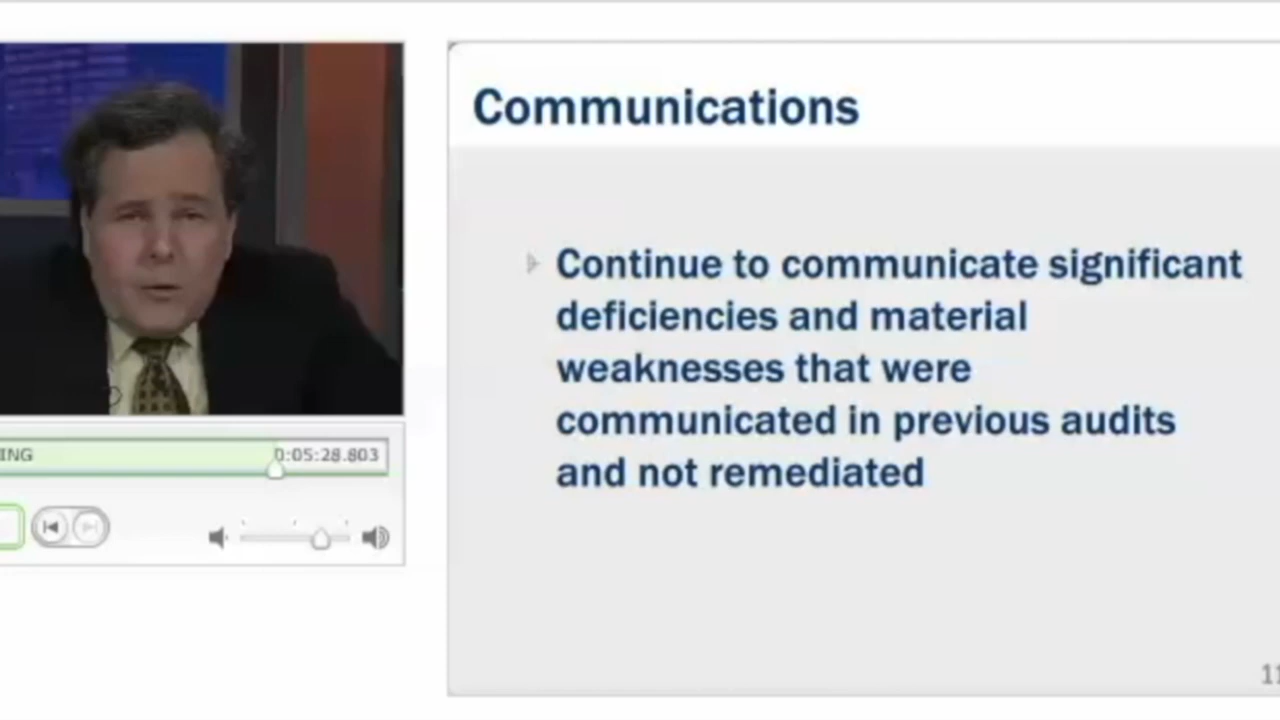 Communications
Continue to communicate significant
deficiencies and material
weaknesses that were
communicated in previous audits
and not remediated
ING
0:05:28.803